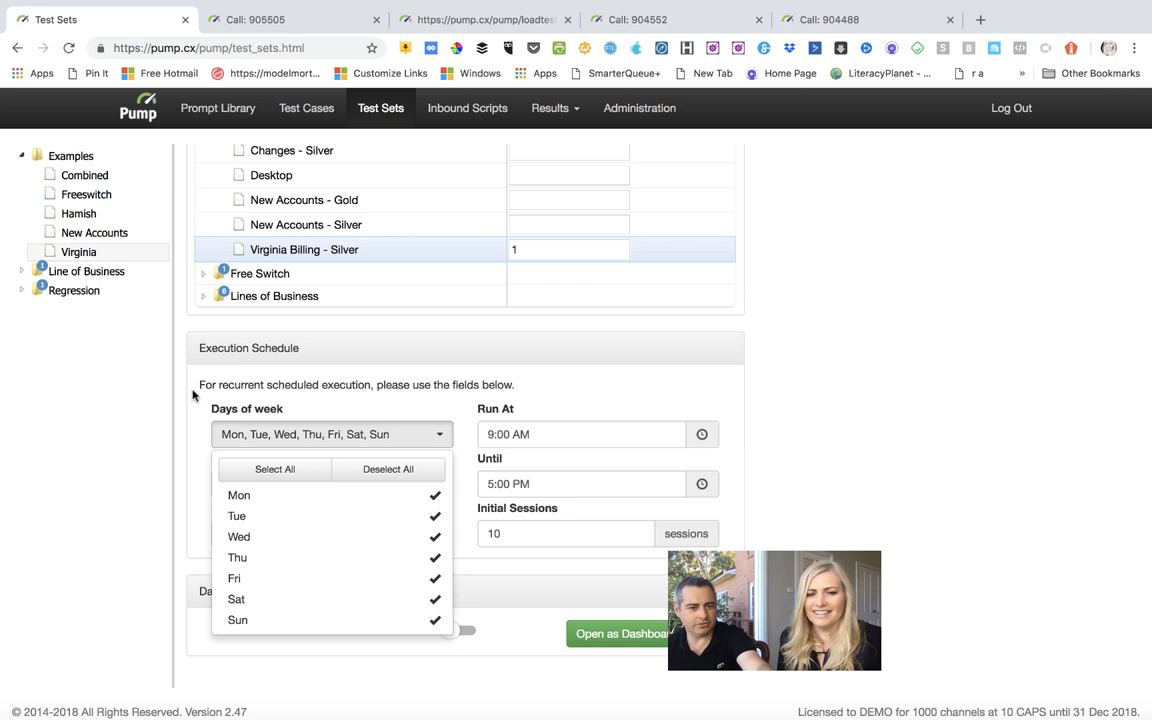 Test Sets
Call: 905505
https://pump.cx/pump/loadtes
Call: 904552
Call: 904488
https://pump.cx/pump/test_sets.html
Apps
Pin It
Free Hotmail
https://modelmort...
Customize Links
Windows
Apps
SmarterQueue+
New Tab
Home Page
LiteracyPlanet - ...
r a
»
Other Bookmarks
Pump
Prompt Library
Test Cases
Test Sets
Inbound Scripts
Results
Administration
Log Out
Examples
Combined
Freeswitch
Hamish
New Accounts
Virginia
1
Line of Business
1
Regression
Changes - Silver
Desktop
New Accounts - Gold
New Accounts - Silver
Virginia Billing - Silver
1
1
Free Switch
6
Lines of Business
Execution Schedule
For recurrent scheduled execution, please use the fields below.
Days of week
Mon, Tue, Wed, Thu, Fri, Sat, Sun
Select All
Deselect All
Mon
Tue
Wed
Thu
Fri
Sat
Sun
Run At
9:00 AM
Until
5:00 PM
Initial Sessions
10
sessions
Da
Open as Dashboa
© 2014-2018 All Rights Reserved. Version 2.47
Licensed to DEMO for 1000 channels at 10 CAPS until 31 Dec 2018.